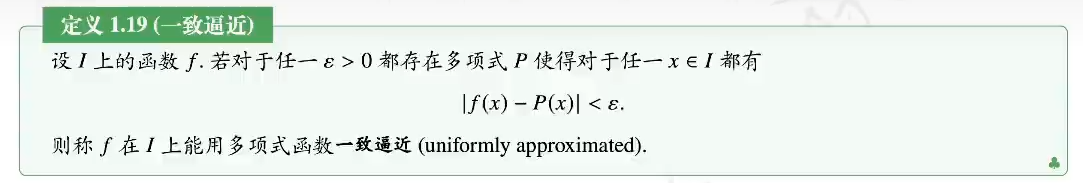 定义 1.19 (一致逼近)
设 I 上的函数 f. 若对于任一 ε > 0 都存在多项式 P 使得对于任一 x ∈ I 都有
|f(x) − P(x)| < ε.
则称 f 在 I 上能用多项式函数一致逼近 (uniformly approximated).